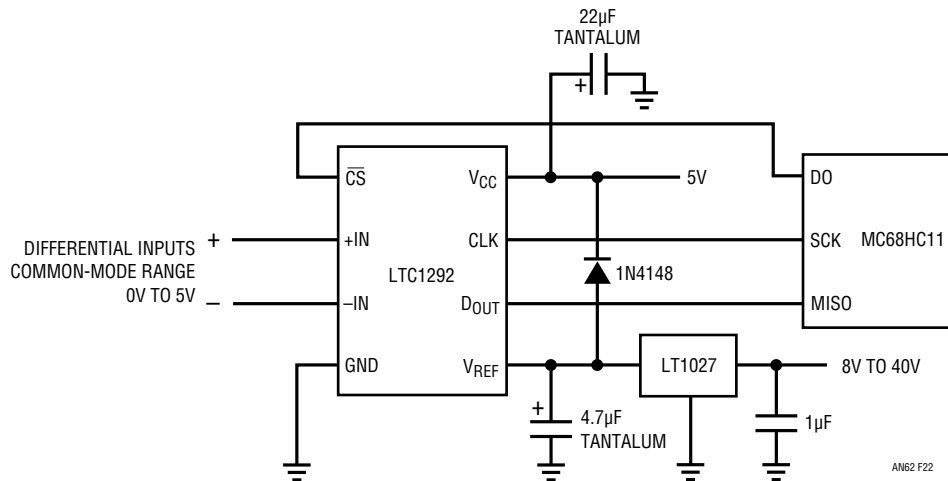 22µF
TANTALUM
+
CS
VCC
5V
DO
DIFFERENTIAL INPUTS
COMMON-MODE RANGE
0V TO 5V
+
–
+IN
–IN
LTC1292
CLK
SCK
MC68HC11
1N4148
DOUT
MISO
GND
VREF
LT1027
8V TO 40V
+
4.7µF
TANTALUM
1µF
AN62 F22